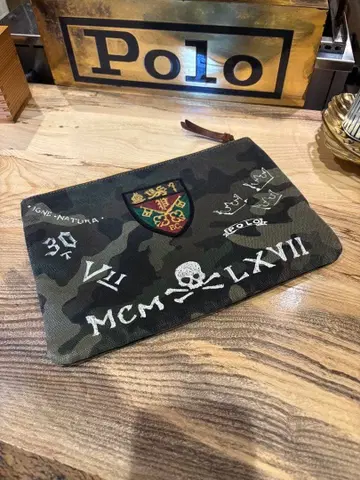 Polo
IGNE·NATURA·
30
T
VII
POLO
MCM LXVII